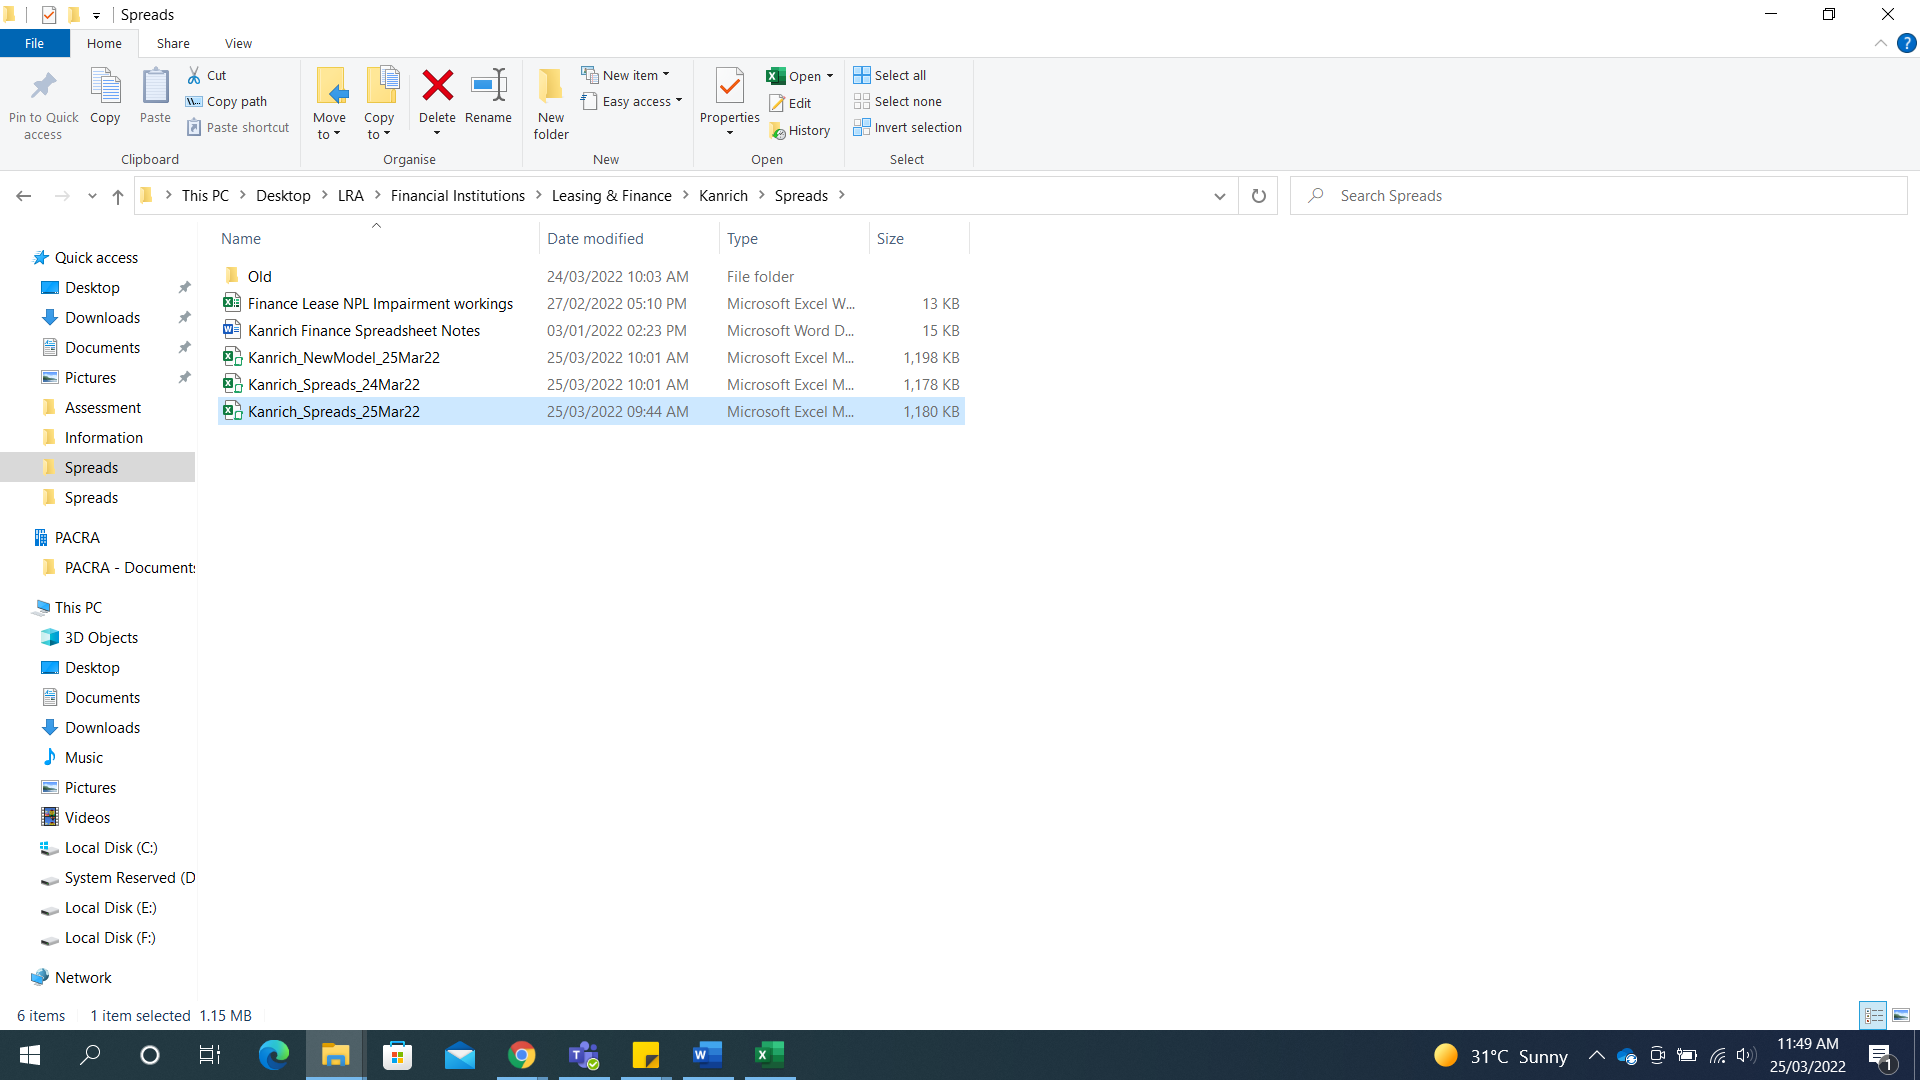 Spreads
File Home Share View
Pin to Quick access
Copy
Paste
Cut
Copy path
Paste shortcut
Clipboard
Move to
Copy to
Delete
Rename
Organise
New folder
New item
Easy access
New
Properties
Open
Edit
History
Open
Select all
Select none
Invert selection
Select
This PC > Desktop > LRA > Financial Institutions > Leasing & Finance > Kanrich > Spreads >
Search Spreads
Name Date modified Type Size
Old 24/03/2022 10:03 AM File folder
Finance Lease NPL Impairment workings 27/02/2022 05:10 PM Microsoft Excel W... 13 KB
Kanrich Finance Spreadsheet Notes 03/01/2022 02:23 PM Microsoft Word D... 15 KB
Kanrich_NewModel_25Mar22 25/03/2022 10:01 AM Microsoft Excel M... 1,198 KB
Kanrich_Spreads_24Mar22 25/03/2022 10:01 AM Microsoft Excel M... 1,178 KB
Kanrich_Spreads_25Mar22 25/03/2022 09:44 AM Microsoft Excel M... 1,180 KB
Quick access
Desktop
Downloads
Documents
Pictures
Assessment
Information
Spreads
Spreads
PACRA
PACRA - Documents
This PC
3D Objects
Desktop
Documents
Downloads
Music
Pictures
Videos
Local Disk (C:)
System Reserved (D
Local Disk (E:)
Local Disk (F:)
Network
6 items 1 item selected 1.15 MB
31°C Sunny
11:49 AM
25/03/2022
1